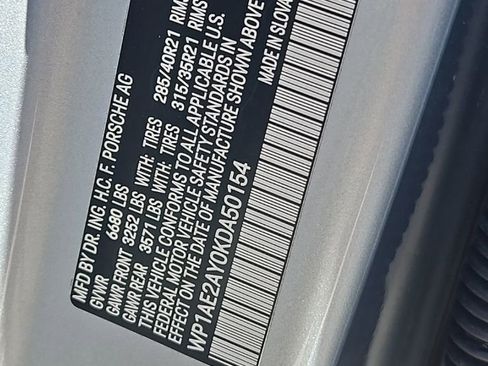 MFD BY DR. ING. H.C. F. PORSCHE AG
GVWR 6680 LBS
GAWR FRONT 3252 LBS WITH: TIRES 285/40R21 RIMS
GAWR REAR 3571 LBS WITH: TIRES 315/35R21 RIMS
THIS VEHICLE CONFORMS TO ALL APPLICABLE U.S.
FEDERAL MOTOR VEHICLE SAFETY STANDARDS IN
EFFECT ON THE DATE OF MANUFACTURE SHOWN ABOVE
WP1AE2AY0KDA50154 MADE IN SLOVA